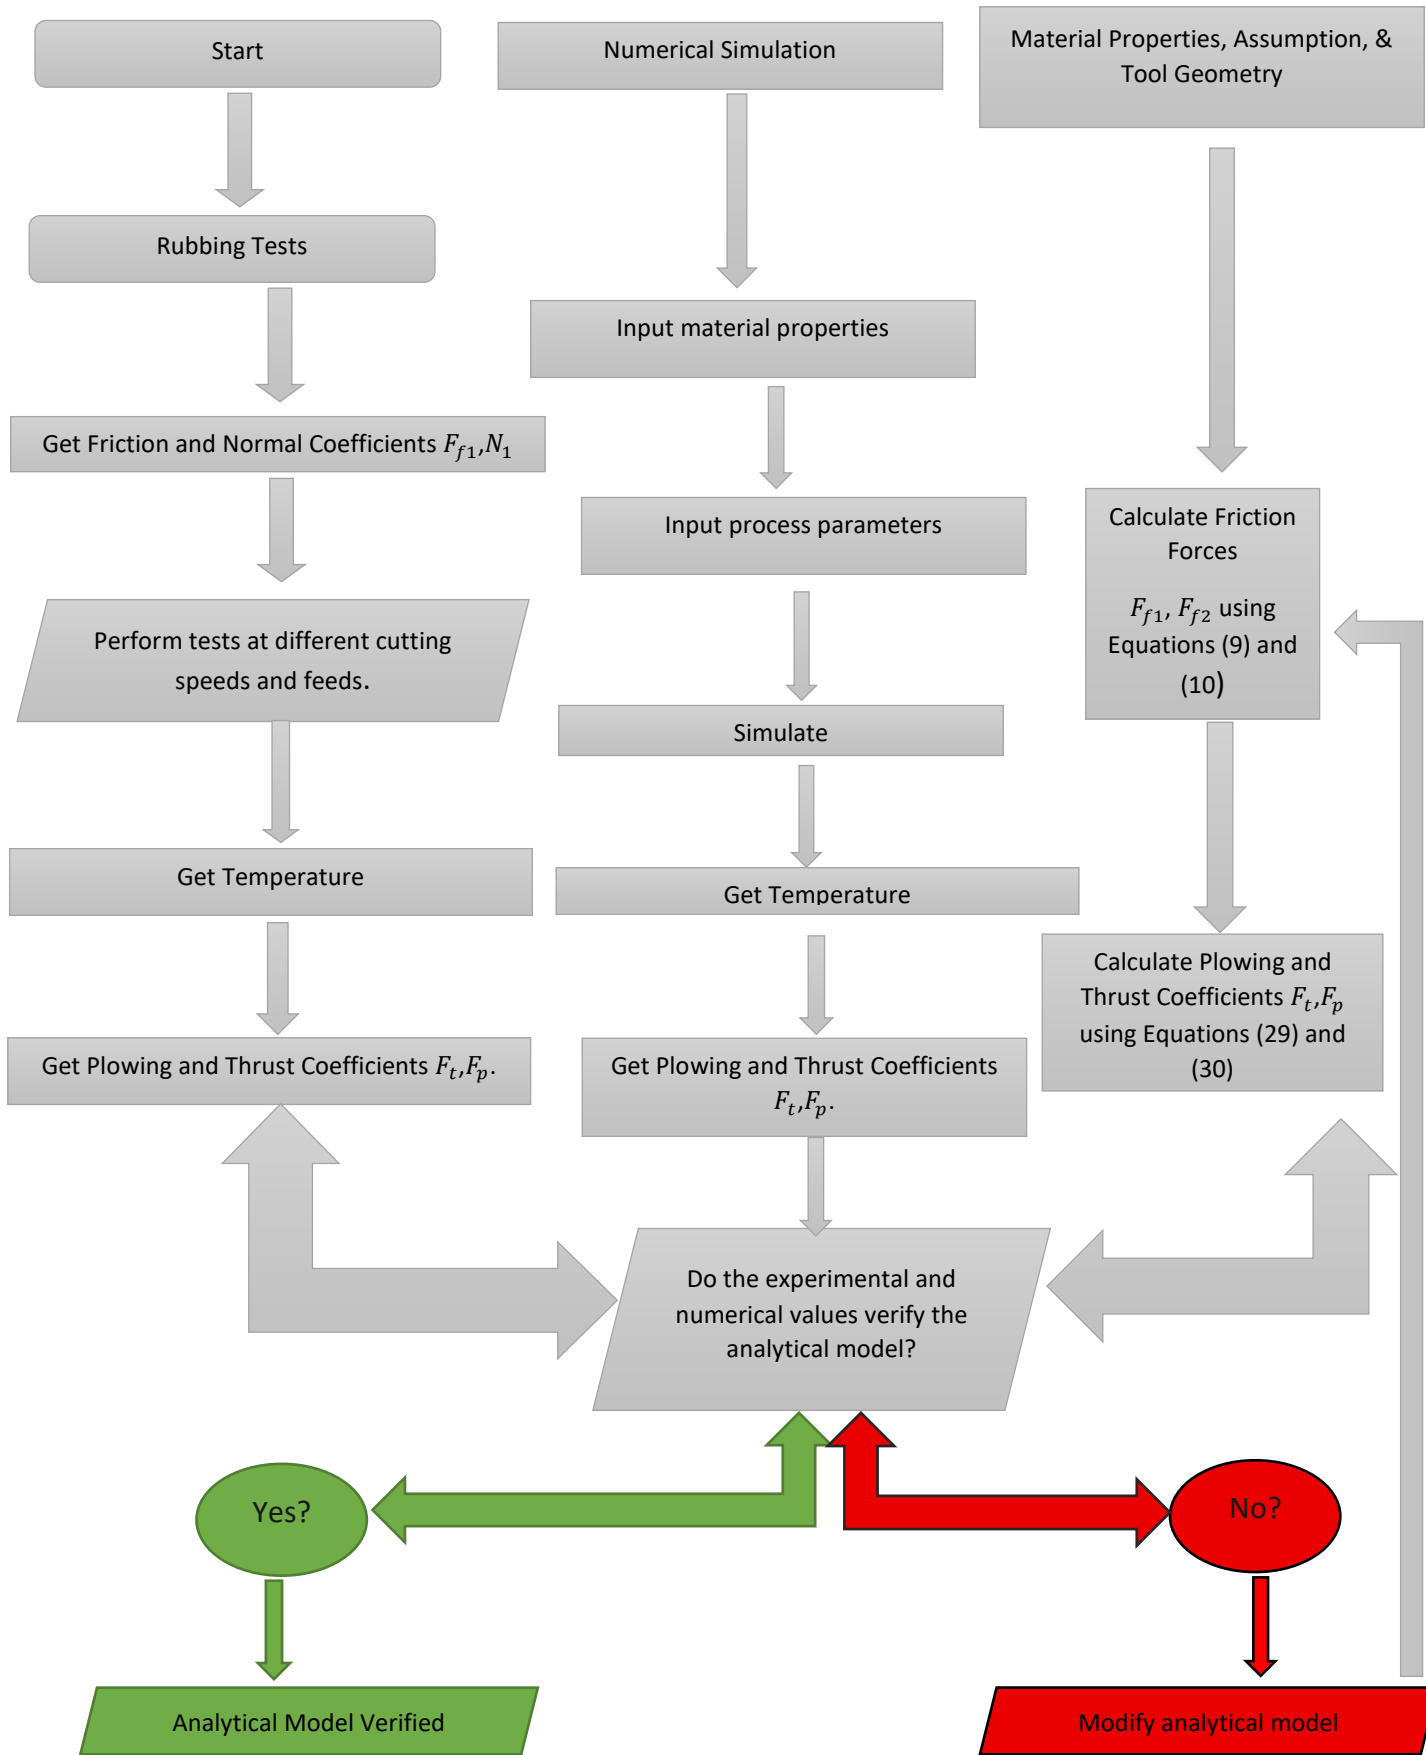 Start
Rubbing Tests
Get Friction and Normal Coefficients F_{f1},N_1
Perform tests at different cutting
speeds and feeds.
Get Temperature
Get Plowing and Thrust Coefficients F_t,F_p.
Numerical Simulation
Input material properties
Input process parameters
Simulate
Get Temperature
Get Plowing and Thrust Coefficients
F_t,F_p.
Material Properties, Assumption, &
Tool Geometry
Calculate Friction
Forces
F_{f1}, F_{f2} using
Equations (9) and
(10)
Calculate Plowing and
Thrust Coefficients F_t,F_p
using Equations (29) and
(30)
Do the experimental and
numerical values verify the
analytical model?
Yes?
No?
Analytical Model Verified
Modify analytical model